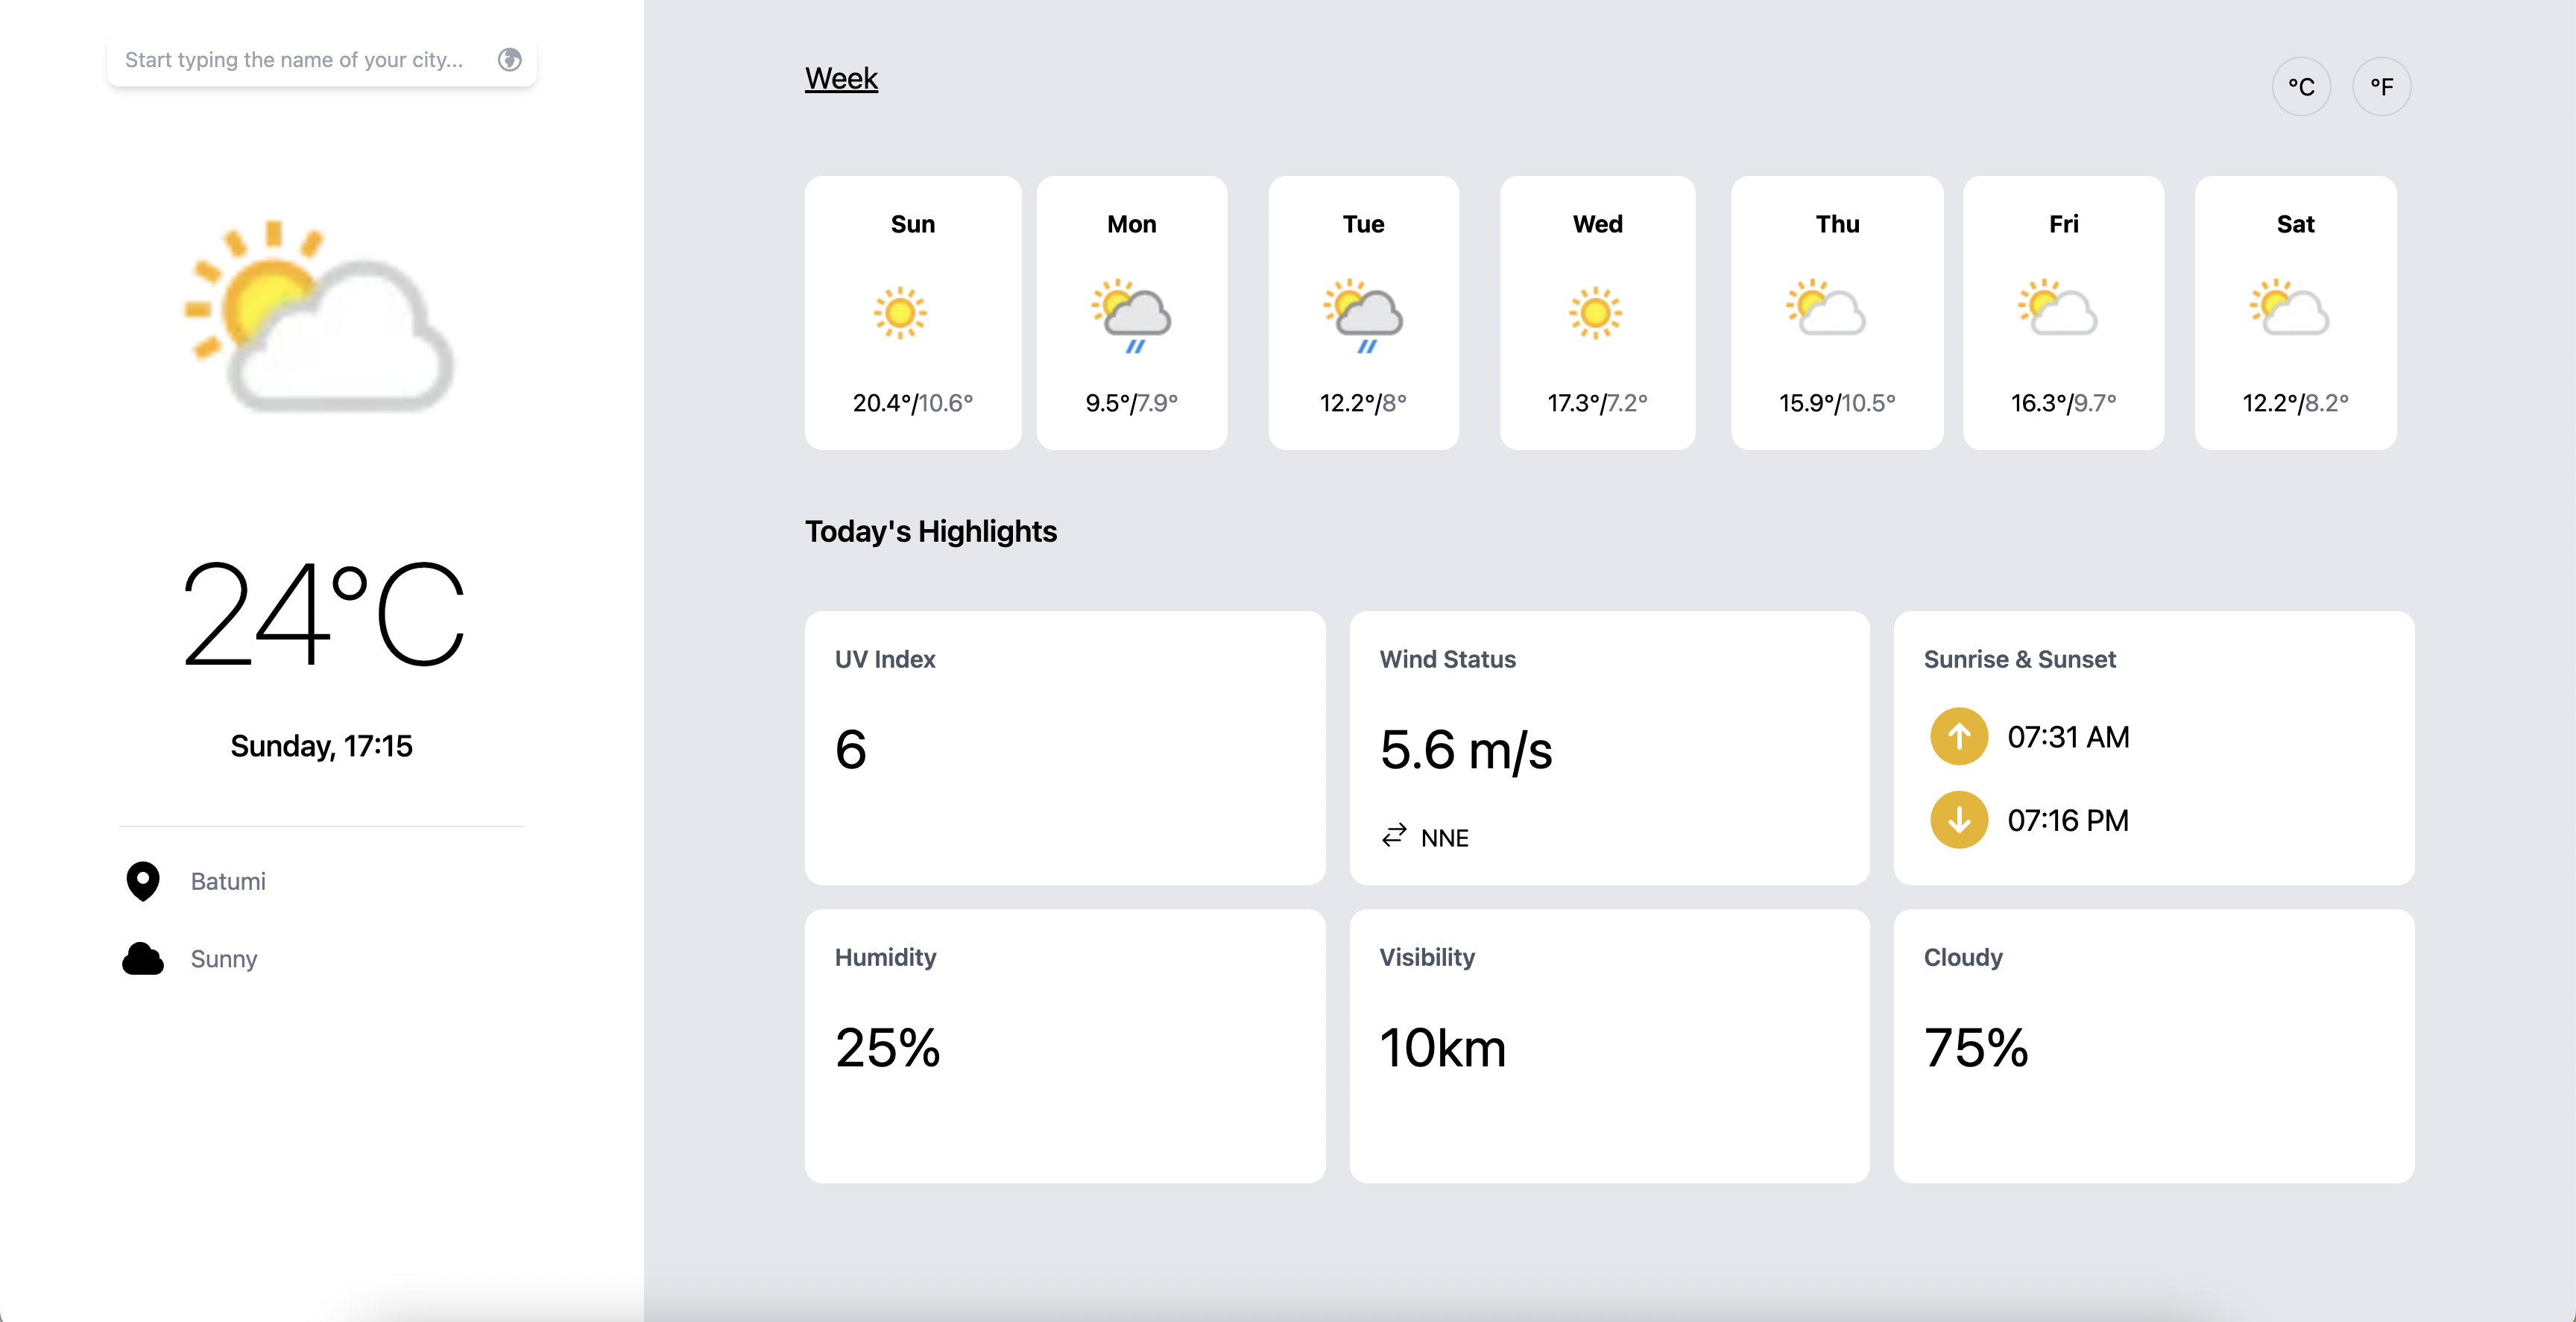 Start typing the name of your city...
24°C
Sunday, 17:15
Batumi
Sunny
Week
°C
°F
Sun
20.4°/10.6°
Mon
9.5°/7.9°
Tue
12.2°/8°
Wed
17.3°/7.2°
Thu
15.9°/10.5°
Fri
16.3°/9.7°
Sat
12.2°/8.2°
Today's Highlights
UV Index
6
Wind Status
5.6 m/s
NNE
Sunrise & Sunset
07:31 AM
07:16 PM
Humidity
25%
Visibility
10km
Cloudy
75%